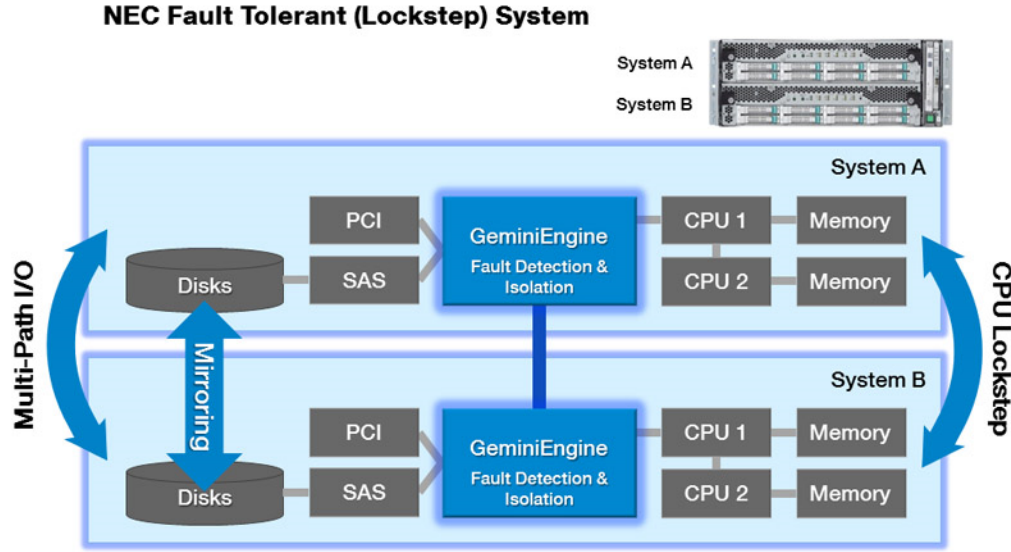 NEC Fault Tolerant (Lockstep) System
System A
System B
System A
PCI
GeminiEngine
Fault Detection &
Isolation
CPU 1
Memory
Disks
SAS
CPU 2
Memory
Multi-Path I/O
Mirroring
CPU Lockstep
System B
PCI
GeminiEngine
Fault Detection &
Isolation
CPU 1
Memory
Disks
SAS
CPU 2
Memory